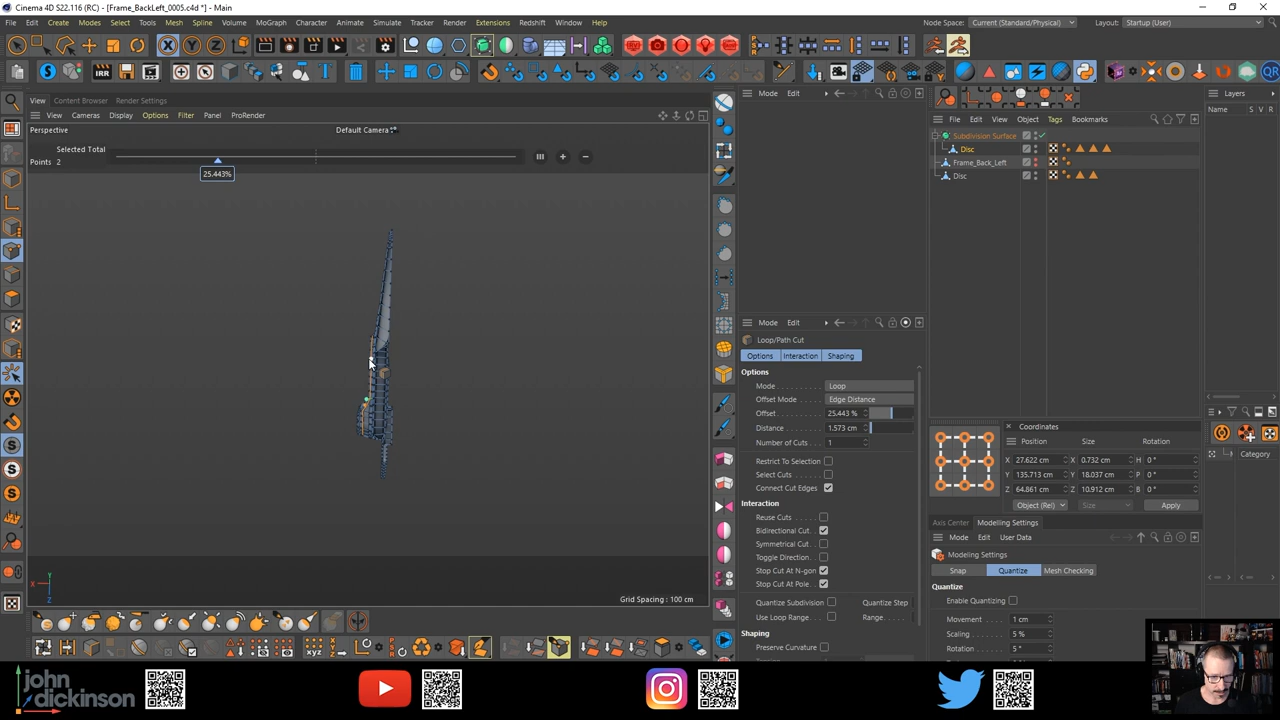 Cinema 4D S22.116 (RC) - [Frame_BackLeft_0005.c4d *] - Main
File Edit Create Modes Select Tools Mesh Spline Volume MoGraph Character Animate Simulate Tracker Render Extensions Redshift Window Help
Node Space: Current (Standard/Physical) Layout: Startup (User)
View Content Browser Render Settings
View Cameras Display Options Filter Panel ProRender
Perspective
Default Camera
Selected Total
Points 2
25.443%
Grid Spacing : 100 cm
Mode Edit
Mode Edit
Loop/Path Cut
Options Interaction Shaping
Options
Mode Loop
Offset Mode Edge Distance
Offset 25.443 %
Distance 1.573 cm
Number of Cuts 1
Restrict To Selection
Select Cuts
Connect Cut Edges
Interaction
Reuse Cuts
Bidirectional Cut
Symmetrical Cut
Toggle Direction
Stop Cut At N-gon
Stop Cut At Pole
Quantize Subdivision Quantize Step
Use Loop Range Range
Shaping
Preserve Curvature
File Edit View Object Tags Bookmarks
Subdivision Surface
Disc
Frame_Back_Left
Disc
Layers
Name S V R
Category
Coordinates
Position Size Rotation
X 27.622 cm X 0.732 cm H 0 °
Y 135.713 cm Y 18.037 cm P 0 °
Z 64.861 cm Z 10.912 cm B 0 °
Object (Rel) Size Apply
Axis Center Modelling Settings
Mode Edit User Data
Modeling Settings
Snap Quantize Mesh Checking
Quantize
Enable Quantizing
Movement 1 cm
Scaling 5 %
Rotation 5 °
IRR
PSR
XYZ
QR
X Y Z
john
dickinson